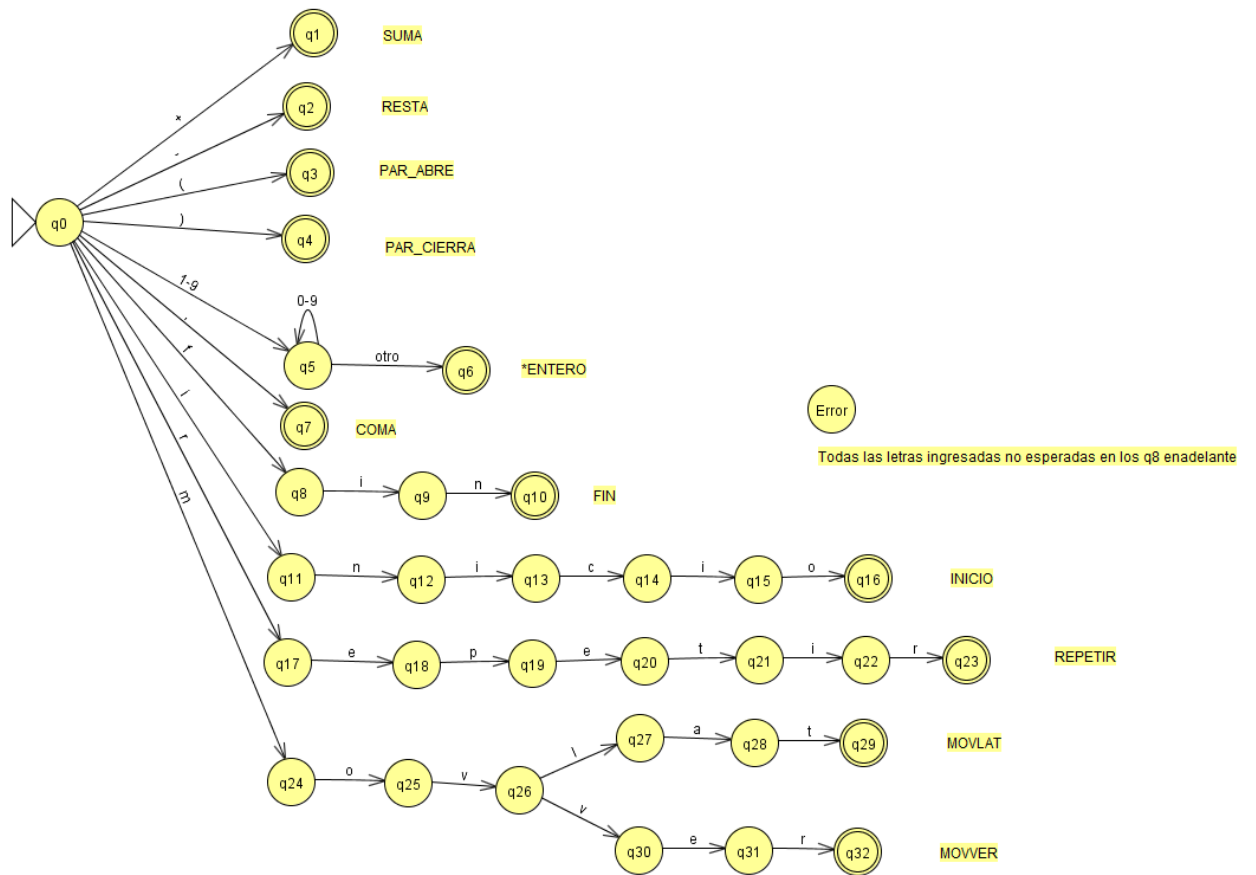 q1 SUMA
q2 RESTA
+
-
q3 PAR_ABRE
(
q0
)
q4 PAR_CIERRA
1-9
0-9
,
q5 otro q6 *ENTERO
f
i
q7 COMA
Error
r
Todas las letras ingresadas no esperadas en los q8 enadelante
m
q8 i q9 n q10 FIN
q11 n q12 i q13 c q14 i q15 o q16 INICIO
q17 e q18 p q19 e q20 t q21 i q22 r q23 REPETIR
l q27 a q28 t q29 MOVLAT
q24 o q25 v q26
v q30 e q31 r q32 MOVVER